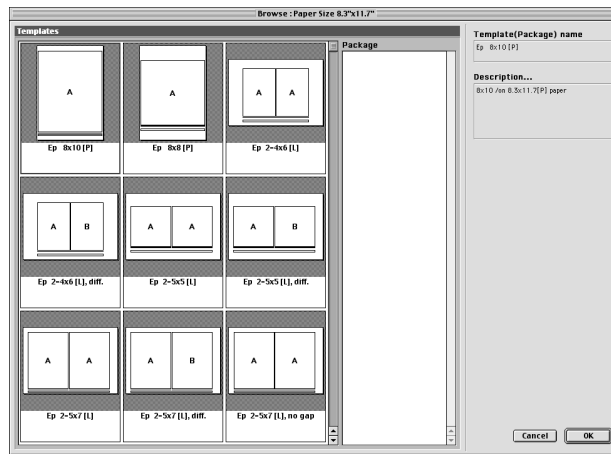 Browse : Paper Size 8.3"x11.7"
Templates
A
Ep 8x10 [P]
A
Ep 8x8 [P]
A A
Ep 2-4x6 [L]
A B
Ep 2-4x6 [L], diff.
A A
Ep 2-5x5 [L]
A B
Ep 2-5x5 [L], diff.
A A
Ep 2-5x7 [L]
A B
Ep 2-5x7 [L], diff.
A A
Ep 2-5x7 [L], no gap
Package
Template(Package) name
Ep 8x10 [P]
Description...
8x10 /on 8.3x11.7[P] paper
Cancel OK